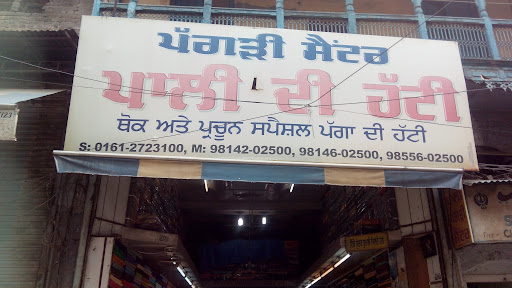 ਪੱਗੜੀ ਸੈਂਟਰ
ਪਾਲੀ ਦੀ ਹੱਟੀ
ਥੋਕ ਅਤੇ ਪ੍ਰਚੂਨ ਸਪੈਸ਼ਲ ਪੱਗਾ ਦੀ ਹੱਟੀ
S: 0161-2723100, M: 98142-02500, 98146-02500, 98556-02500